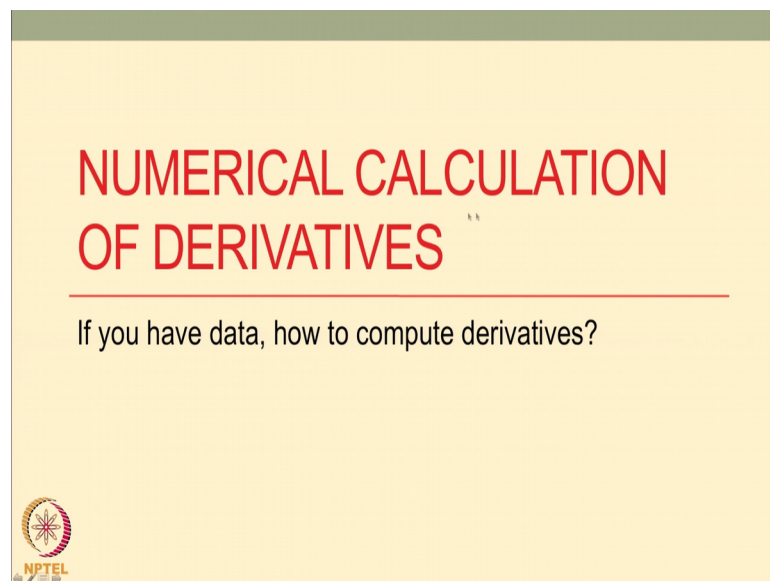 NUMERICAL CALCULATION
OF DERIVATIVES
If you have data, how to compute derivatives?
NPTEL